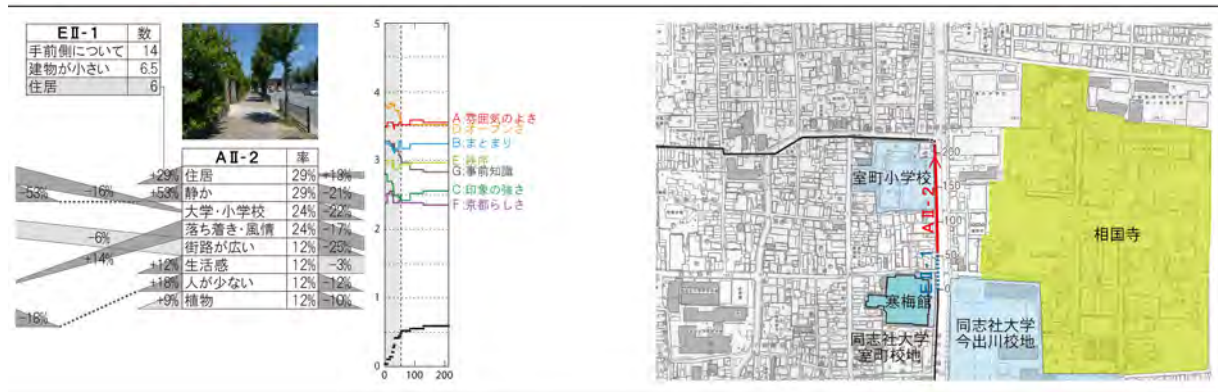 EⅡ-1 数
手前側について 14
建物が小さい 6.5
住居 6
AⅡ-2 率
+29% 住居 29% +13%
-53% -16% +53% 静か 29% -21%
大学・小学校 24% -22%
落ち着き・風情 24% -17%
-6% 街路が広い 12% -25%
+14% +12% 生活感 12% -3%
+18% 人が少ない 12% -12%
+9% 植物 12% -10%
-18%
5
4
3
2
1
0
0 100 200
A:雰囲気のよさ
D:オープンさ
B:まとまり
G:事前知識
C:印象の強さ
F:京都らしさ
室町小学校
200
150
100
50
0
AⅡ-2
EⅡ-1
相国寺
寒梅館
同志社大学
室町校地
同志社大学
今出川校地